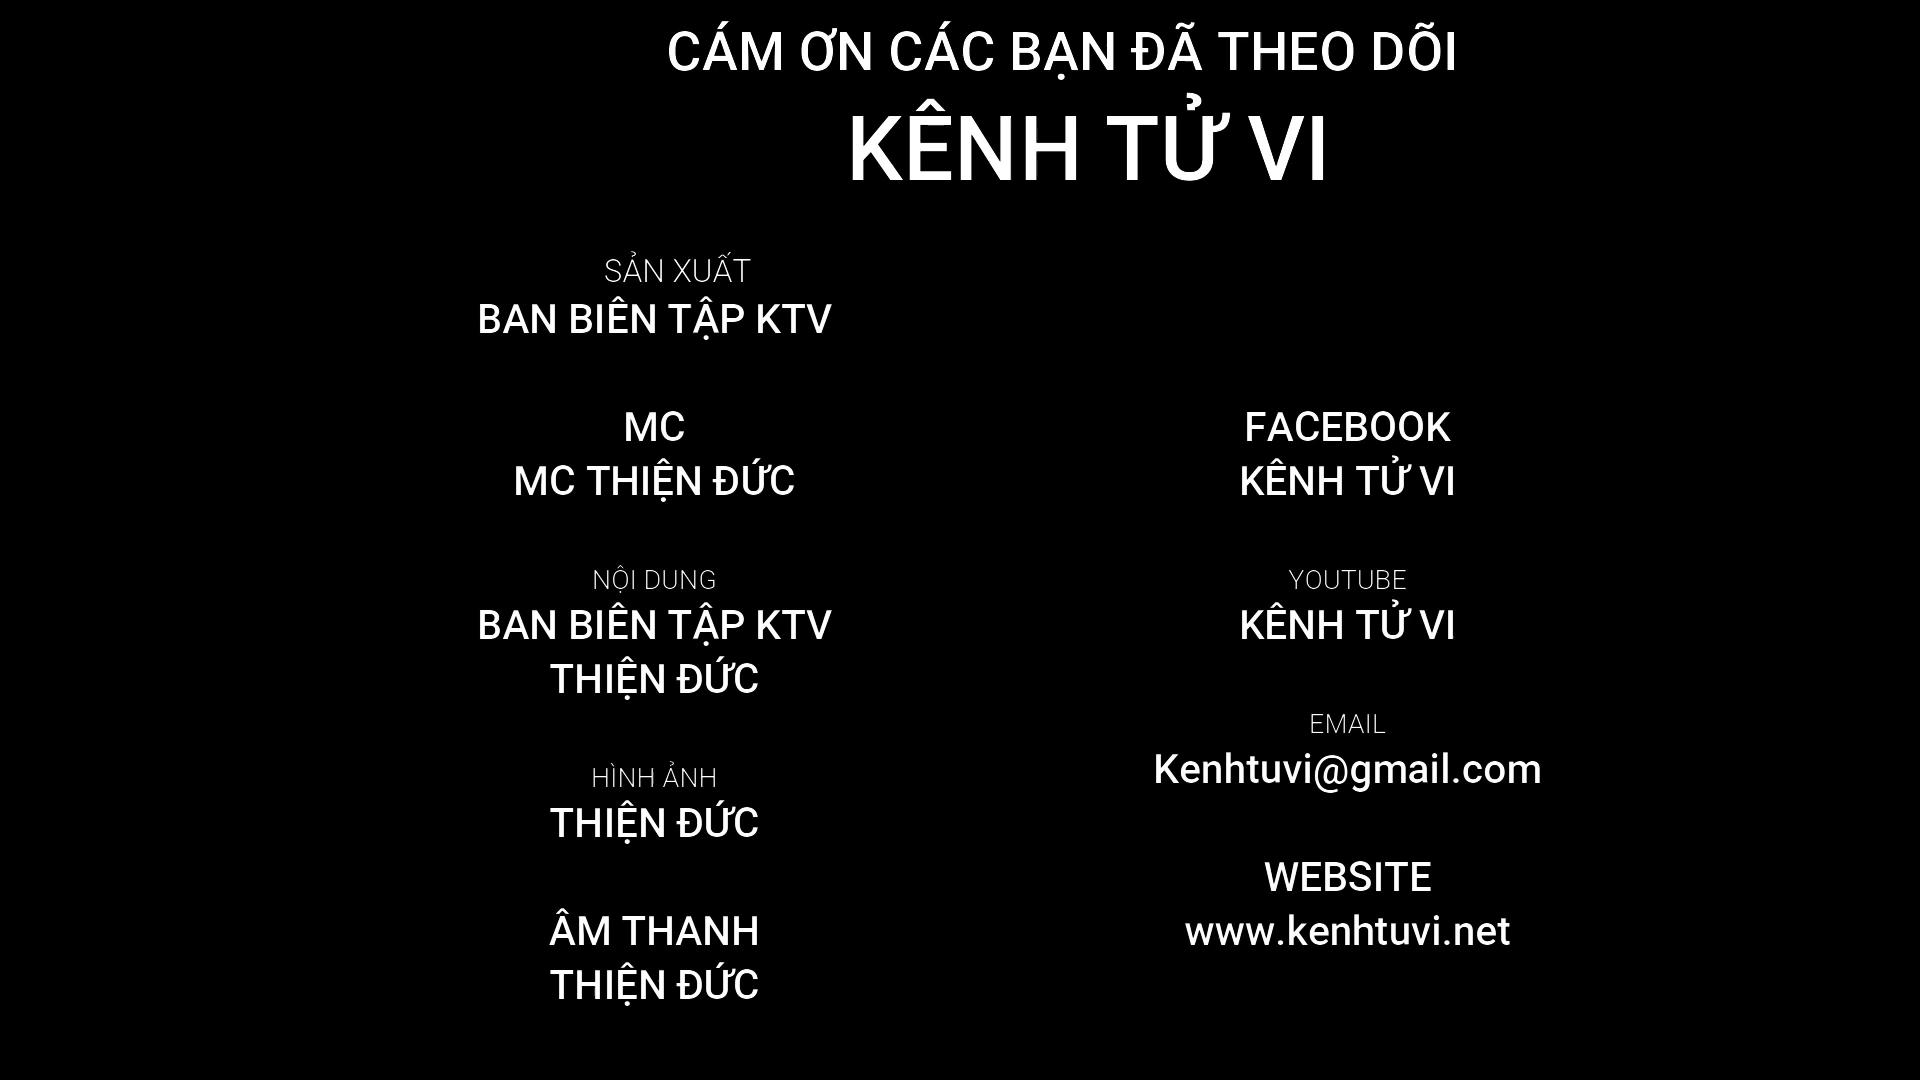 CÁM ƠN CÁC BẠN ĐÃ THEO DÕI
KÊNH TỬ VI
SẢN XUẤT
BAN BIÊN TẬP KTV
MC
MC THIỆN ĐỨC
NỘI DUNG
BAN BIÊN TẬP KTV
THIỆN ĐỨC
HÌNH ẢNH
THIỆN ĐỨC
ÂM THANH
THIỆN ĐỨC
FACEBOOK
KÊNH TỬ VI
YOUTUBE
KÊNH TỬ VI
EMAIL
Kenhtuvi@gmail.com
WEBSITE
www.kenhtuvi.net